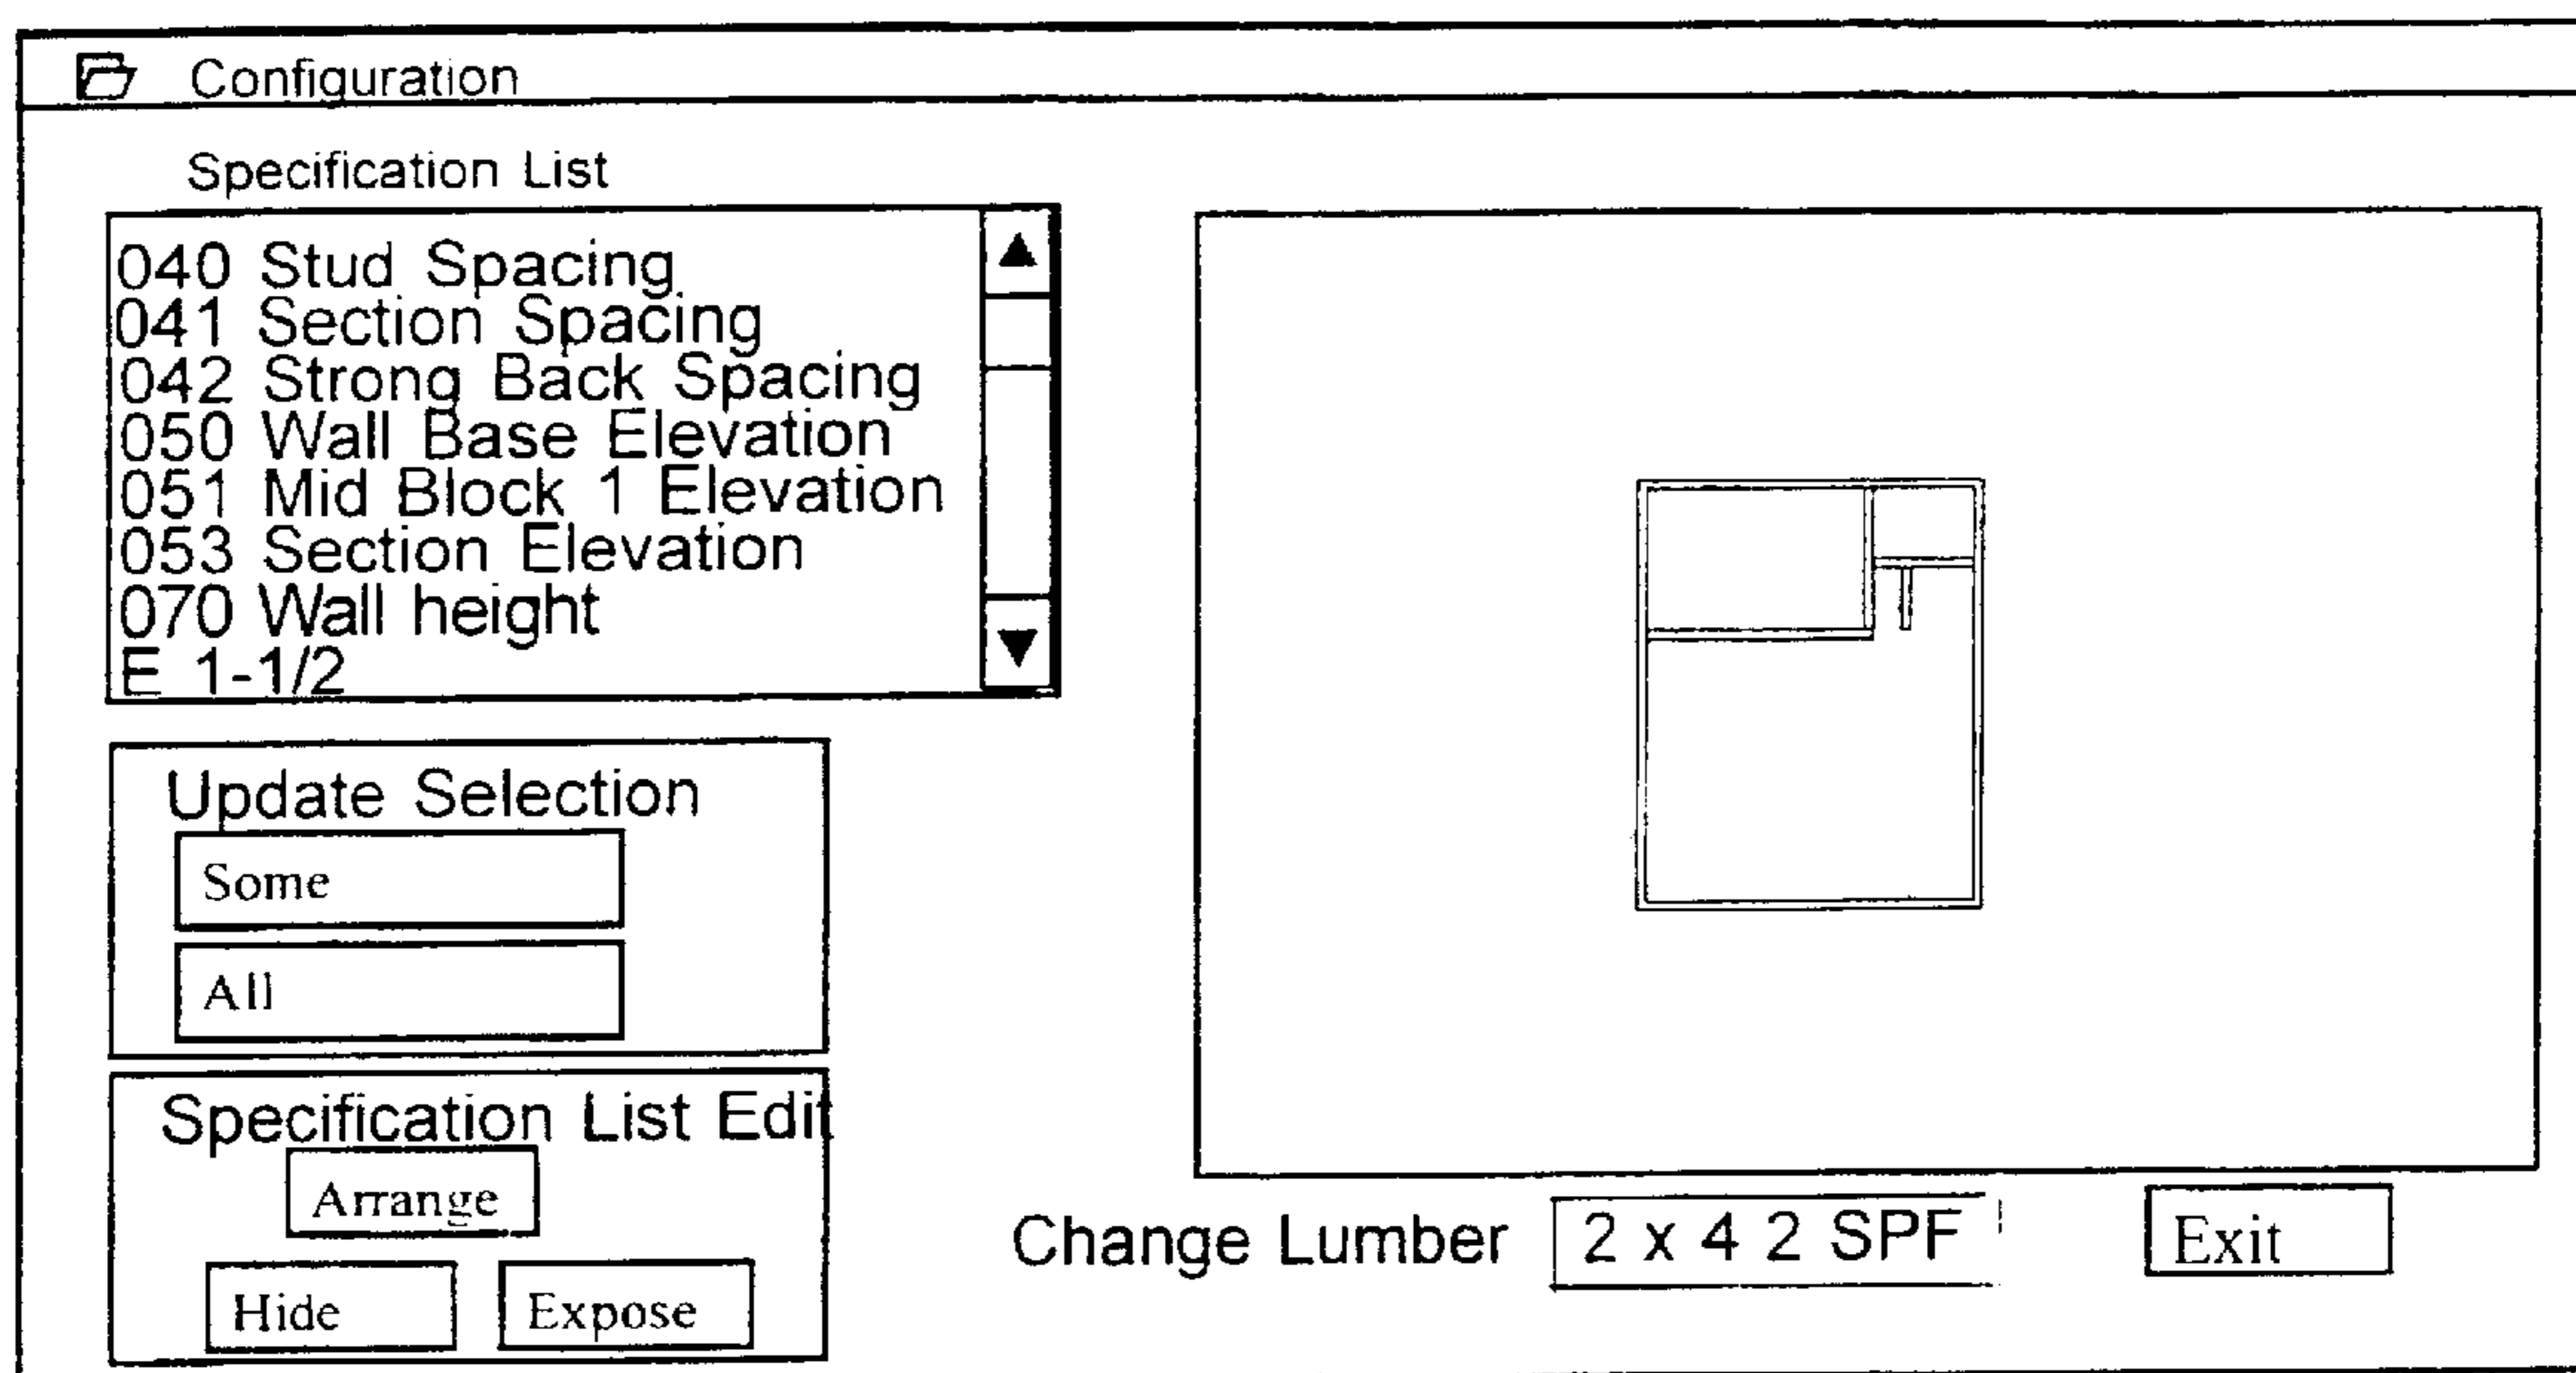 Configuration
Specification List
040 Stud Spacing
041 Section Spacing
042 Strong Back Spacing
050 Wall Base Elevation
051 Mid Block 1 Elevation
053 Section Elevation
070 Wall height
E 1-1/2
Update Selection
Some
All
Specification List Edit
Arrange
Hide Expose
Change Lumber 2 x 4 2 SPF Exit